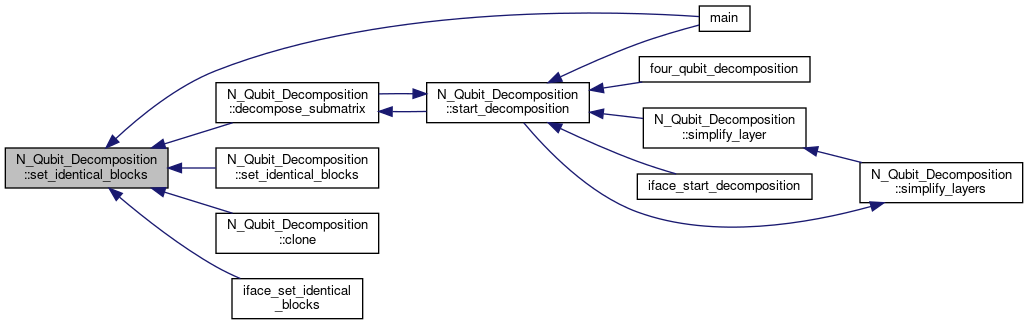 main
four_qubit_decomposition
N_Qubit_Decomposition
::decompose_submatrix
N_Qubit_Decomposition
::start_decomposition
N_Qubit_Decomposition
::simplify_layer
N_Qubit_Decomposition
::set_identical_blocks
N_Qubit_Decomposition
::set_identical_blocks
iface_start_decomposition
N_Qubit_Decomposition
::simplify_layers
N_Qubit_Decomposition
::clone
iface_set_identical
_blocks